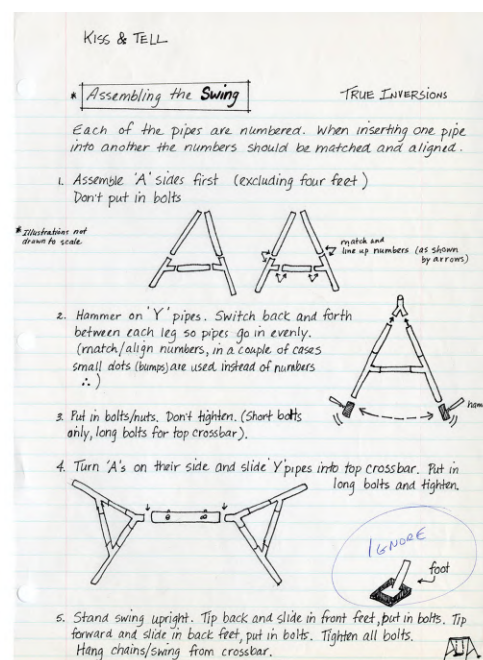 KISS & TELL
* Assembling the Swing
TRUE INVERSIONS
Each of the pipes are numbered. When inserting one pipe
into another the numbers should be matched and aligned.
1. Assemble 'A' sides first (excluding four feet)
Don't put in bolts
* Illustrations not
drawn to scale
match and
line up numbers (as shown
by arrows)
2. Hammer on 'Y' pipes. Switch back and forth
between each leg so pipes go in evenly.
(match/align numbers, in a couple of cases
small dots (bumps) are used instead of numbers
∴ )
ham
3. Put in bolts/nuts. Don't tighten. (Short bolts
only, long bolts for top crossbar).
4. Turn 'A's on their side and slide 'Y' pipes into top crossbar. Put in
long bolts and tighten.
IGNORE
foot
5. Stand swing upright. Tip back and slide in front feet, put in bolts. Tip
forward and slide in back feet, put in bolts. Tighten all bolts.
Hang chains/swing from crossbar.